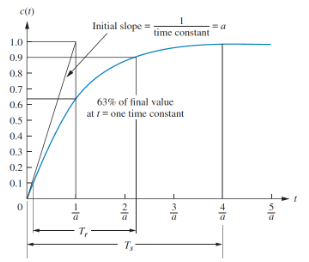 c(t)
Initial slope = 1 / time constant = a
1.0
0.9
0.8
0.7
0.6
0.5
0.4
0.3
0.2
0.1
0
63% of final value
at t = one time constant
t
1/a 2/a 3/a 4/a 5/a
Tr
Ts